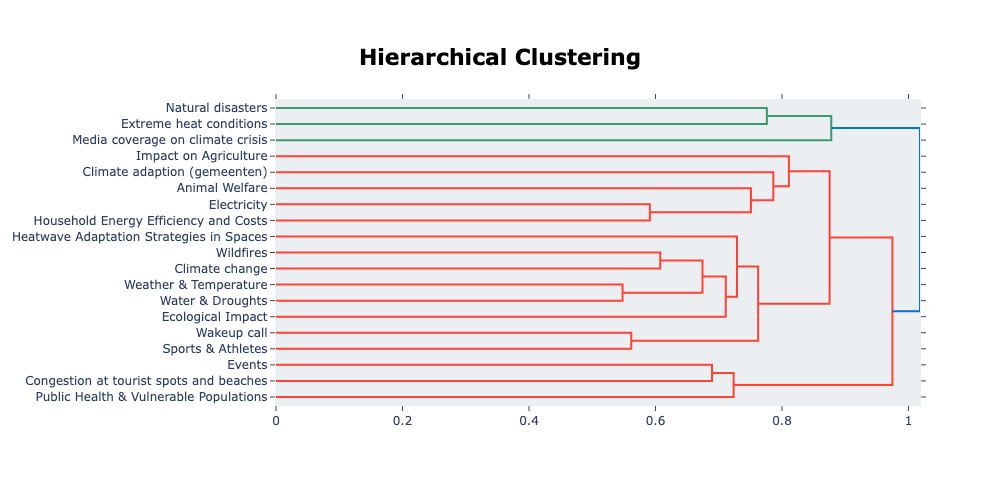 Hierarchical Clustering
Natural disasters
Extreme heat conditions
Media coverage on climate crisis
Impact on Agriculture
Climate adaption (gemeenten)
Animal Welfare
Electricity
Household Energy Efficiency and Costs
Heatwave Adaptation Strategies in Spaces
Wildfires
Climate change
Weather & Temperature
Water & Droughts
Ecological Impact
Wakeup call
Sports & Athletes
Events
Congestion at tourist spots and beaches
Public Health & Vulnerable Populations
0 0.2 0.4 0.6 0.8 1